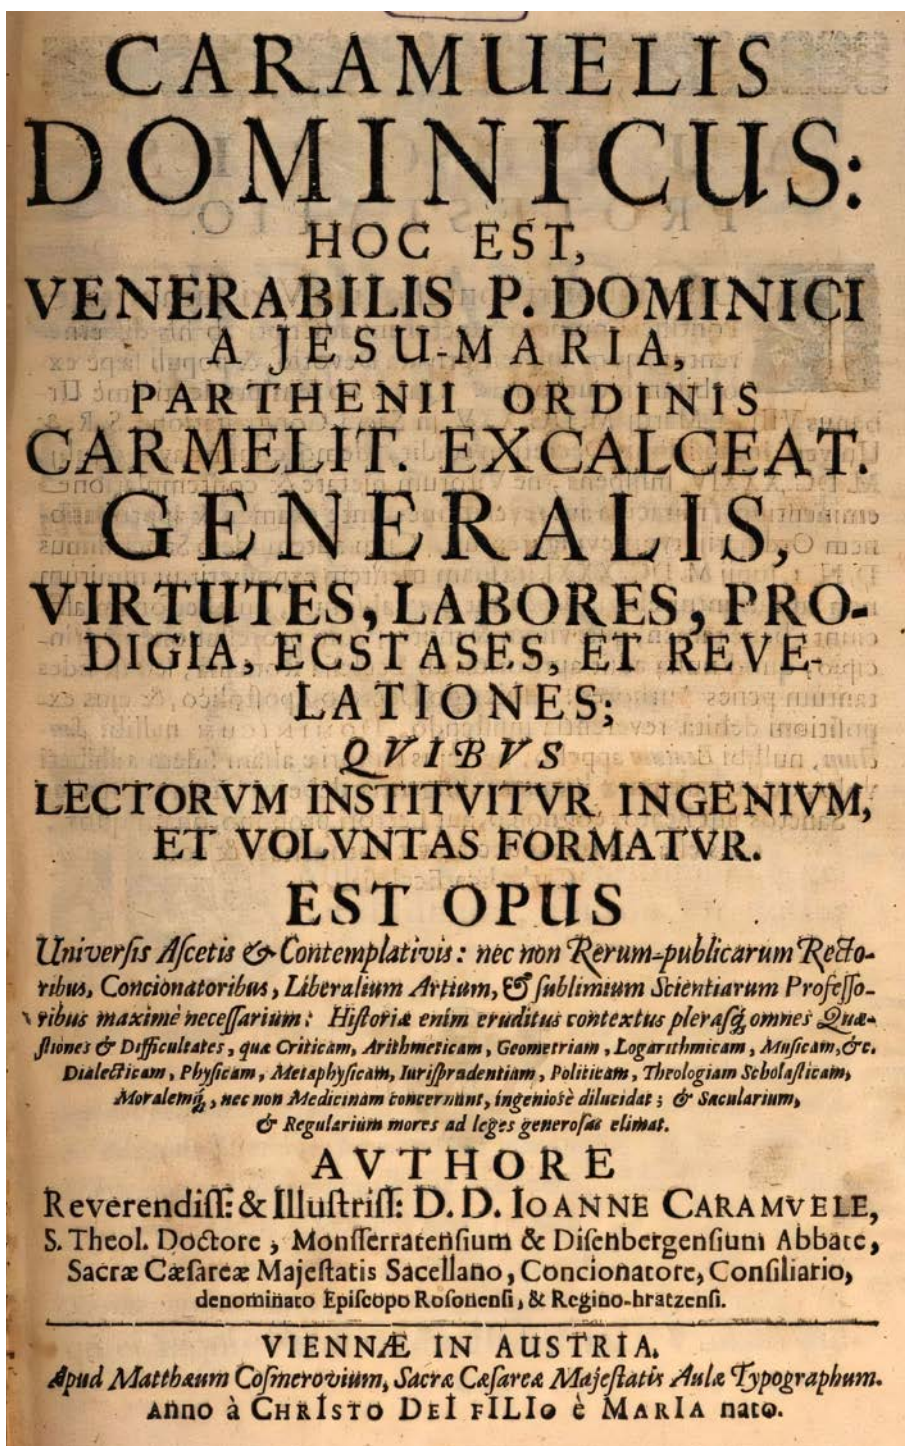 CARAMUELIS
DOMINICUS:
HOC EST,
VENERABILIS P. DOMINICI
A JESU-MARIA,
PARTHENII ORDINIS
CARMELIT. EXCALCEAT.
GENERALIS,
VIRTUTES, LABORES, PRO-
DIGIA, ECSTASES, ET REVE-
LATIONES;
QVIBVS
LECTORVM INSTITVITVR INGENIVM,
ET VOLVNTAS FORMATVR.
EST OPUS
Universis Aſcetis & Contemplativis: nec non Rerum-publicarum Recto-
ribus, Concionatoribus, Liberalium Artium, & ſublimium Scientiarum Profeſſo-
ribus maximè neceſſarium: Hiſtoriæ enim eruditus contextus pleraſq́; omnes Quæ-
ſtiones & Difficultates, quæ Criticam, Arithmeticam, Geometriam, Logarithmicam, Muſicam, &c.
Dialecticam, Phyſicam, Metaphyſicam, Iuriſprudentiam, Politicam, Theologiam Scholaſticam,
Moralemq́;, nec non Medicinam concernunt, ingeniosè dilucidat; & Sæcularium,
& Regularium mores ad leges generoſas elimat.
AVTHORE
Reverendiſſ: & Illuſtriſſ: D. D. IOANNE CARAMVELE,
S. Theol. Doctore, Monſſerratenſium & Diſenbergenſium Abbate,
Sacræ Cæſareæ Majeſtatis Sacellano, Concionatore, Conſiliario,
denominato Epiſcopo Roſonenſi, & Regino-hratzenſi.
VIENNÆ IN AUSTRIA.
Apud Matthæum Coſmerovium, Sacræ Cæſareæ Majeſtatis Aulæ Typographum.
Anno à CHRISTO DEI FILIo è MARIA nato.